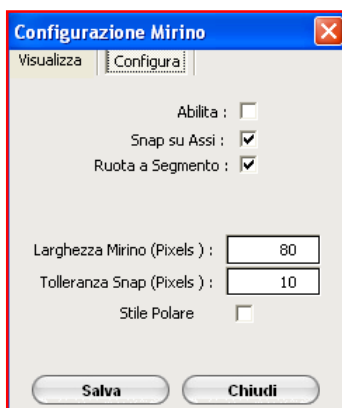 Configurazione Mirino
Visualizza Configura
Abilita :
Snap su Assi :
Ruota a Segmento :
Larghezza Mirino (Pixels ) : 80
Tolleranza Snap (Pixels ) : 10
Stile Polare
Salva Chiudi